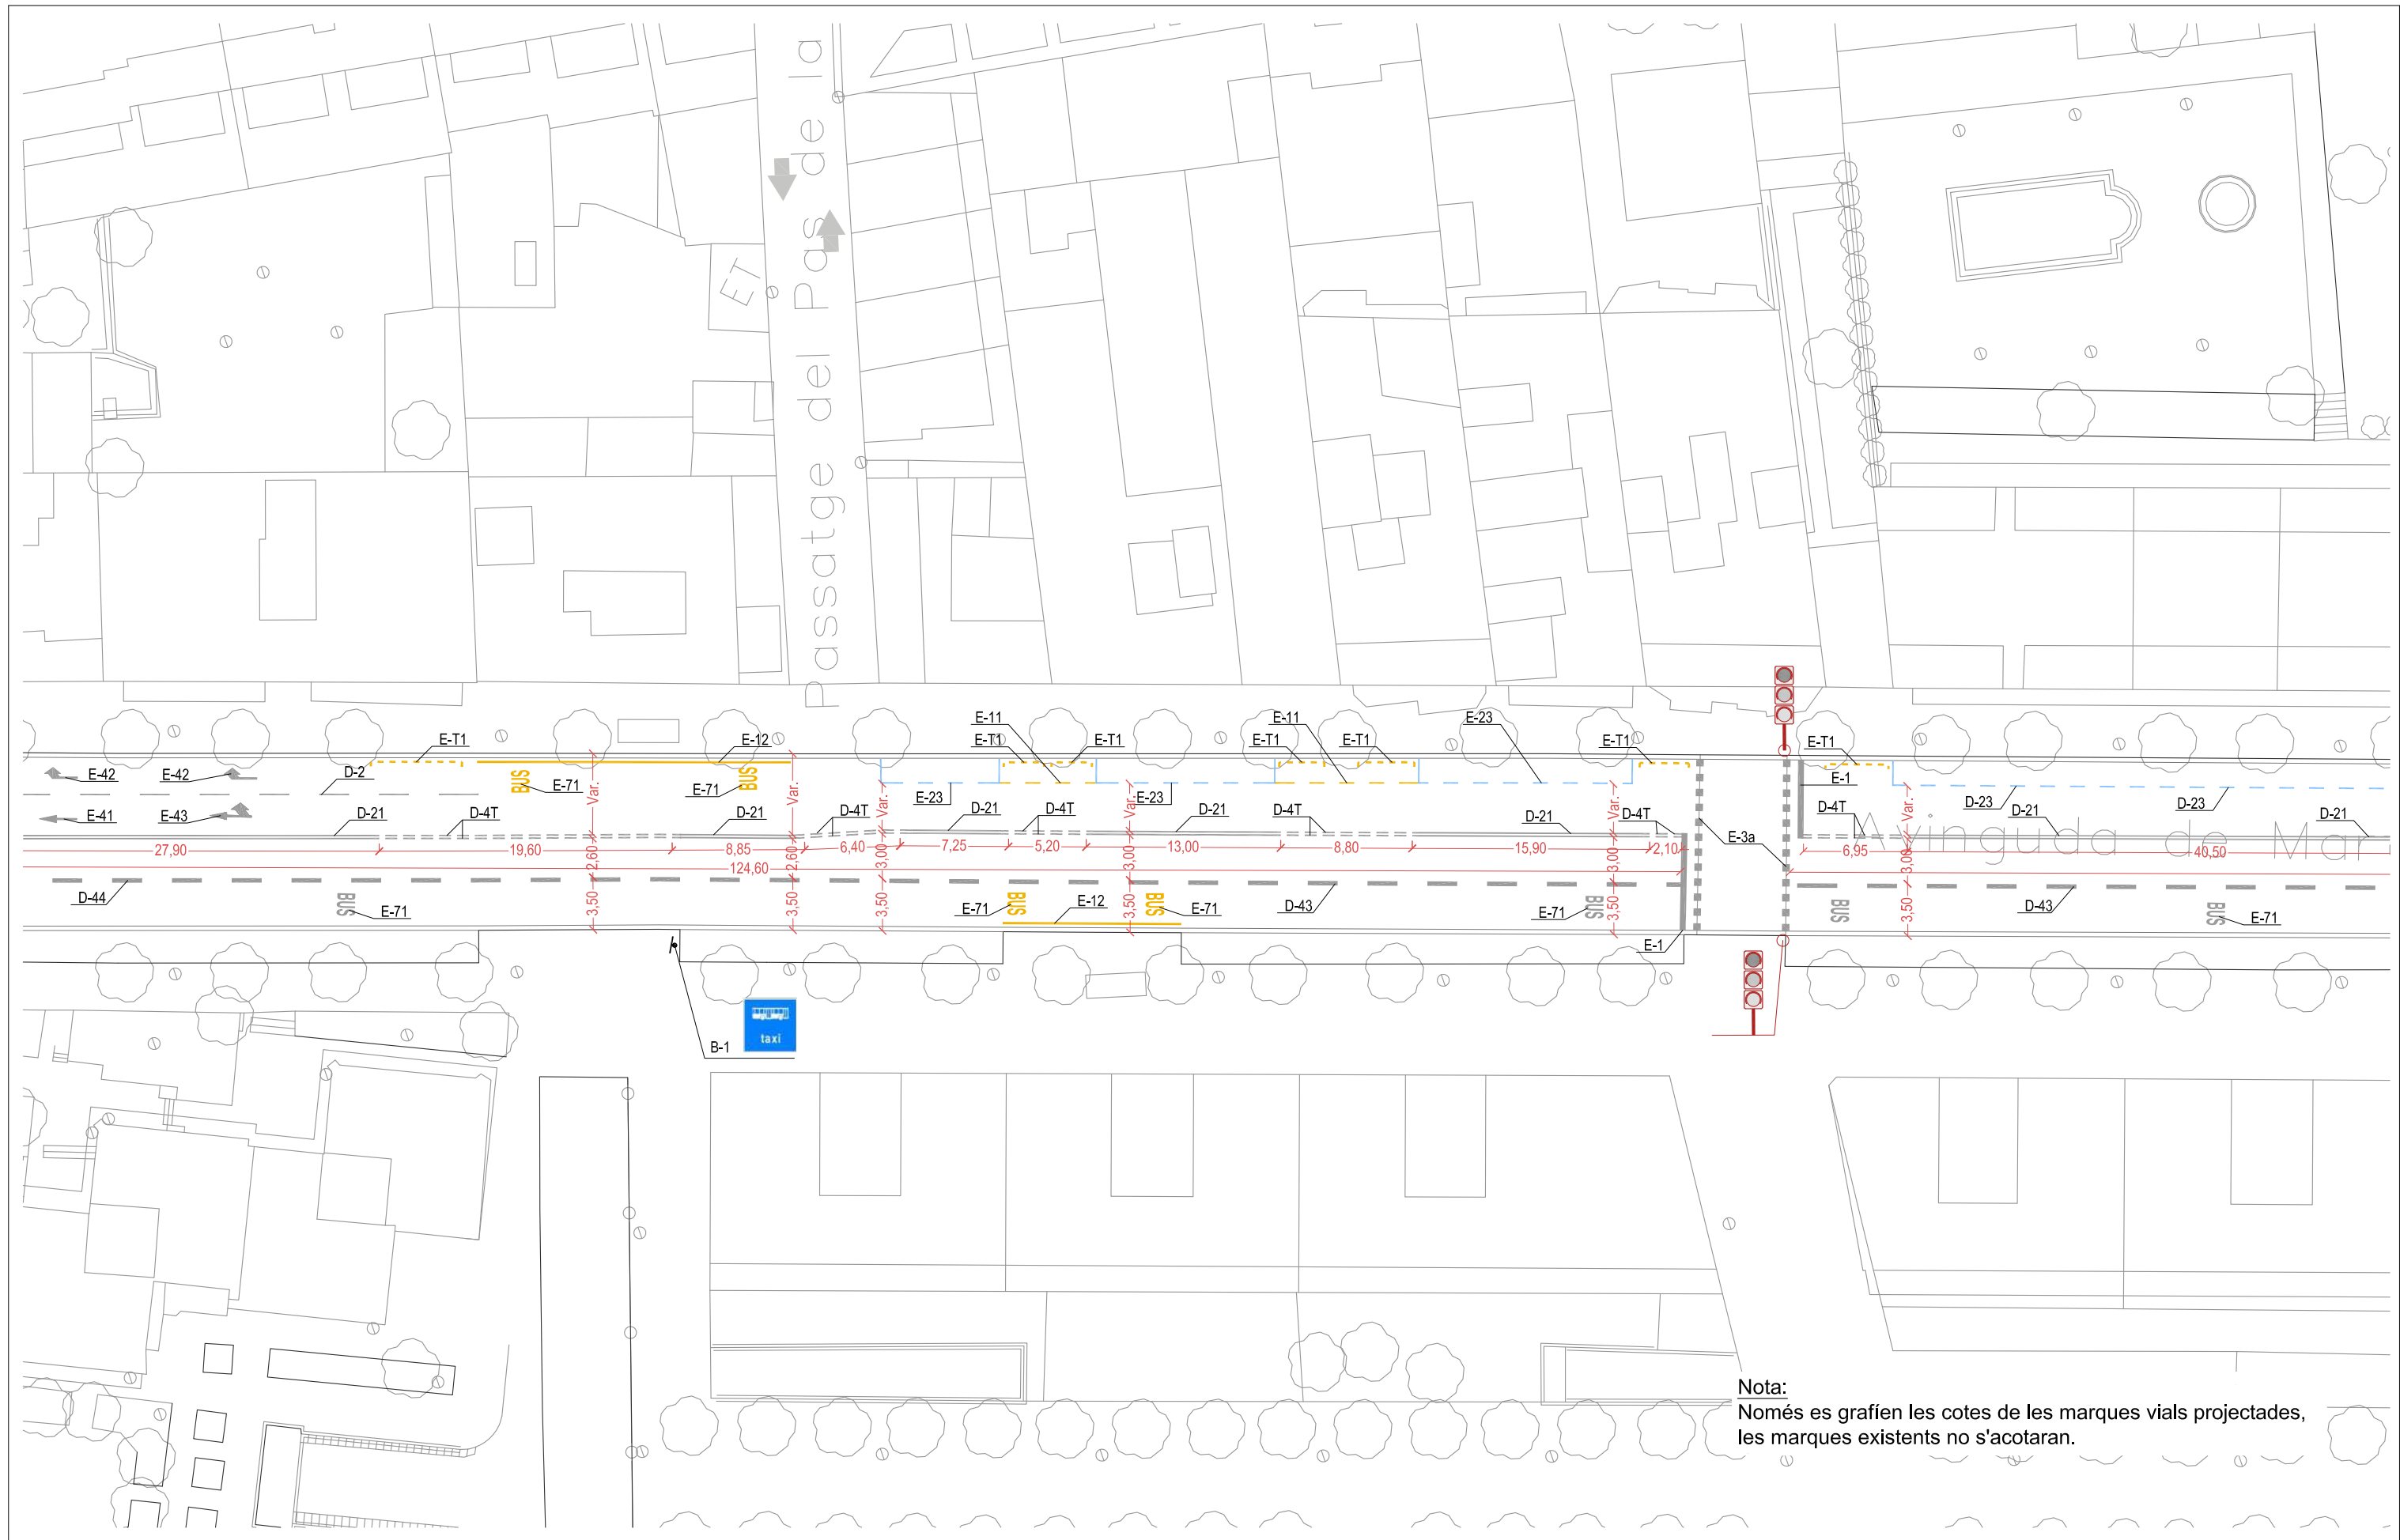 Passatge del Pas de la
ET
E-11
E-11
E-23
E-T1
E-12
E-T1
E-T1
E-T1
E-T1
E-T1
E-T1
E-42
E-42
D-2
BUS
E-71
E-71
BUS
Var.
Var.
E-1
E-23
E-23
Var.
Var.
Var.
Var.
D-23
D-23
E-41
E-43
D-21
D-4T
D-21
D-4T
D-21
D-4T
D-21
D-4T
D-21
D-4T
D-4T
D-21
D-21
E-3a
Avinguda de Mar
27,90
19,60
2,60
8,85
2,60
6,40
3,00
7,25
5,20
3,00
13,00
8,80
15,90
3,00
2,10
6,95
3,00
40,50
124,60
D-44
BUS
E-71
3,50
3,50
3,50
E-71
BUS
E-12
3,50
BUS
E-71
D-43
E-71
BUS
3,50
BUS
3,50
D-43
BUS
E-71
E-1
taxi
B-1
Nota:
Només es grafíen les cotes de les marques vials projectades,
les marques existents no s'acotaran.